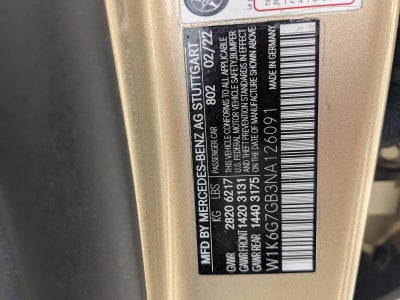 MFD BY MERCEDES-BENZ AG STUTTGART
802 02/22
PASSENGER CAR
THIS VEHICLE CONFORMS TO ALL APPLICABLE
U.S. FEDERAL MOTOR VEHICLE SAFETY/BUMPER
AND THEFT PREVENTION STANDARDS IN EFFECT
ON THE DATE OF MANUFACTURE SHOWN ABOVE
KG LBS MADE IN GERMANY
GVWR 2820 6217
GAWR FRONT 1420 3131
GAWR REAR 1440 3175
W1K6G7GB3NA126091